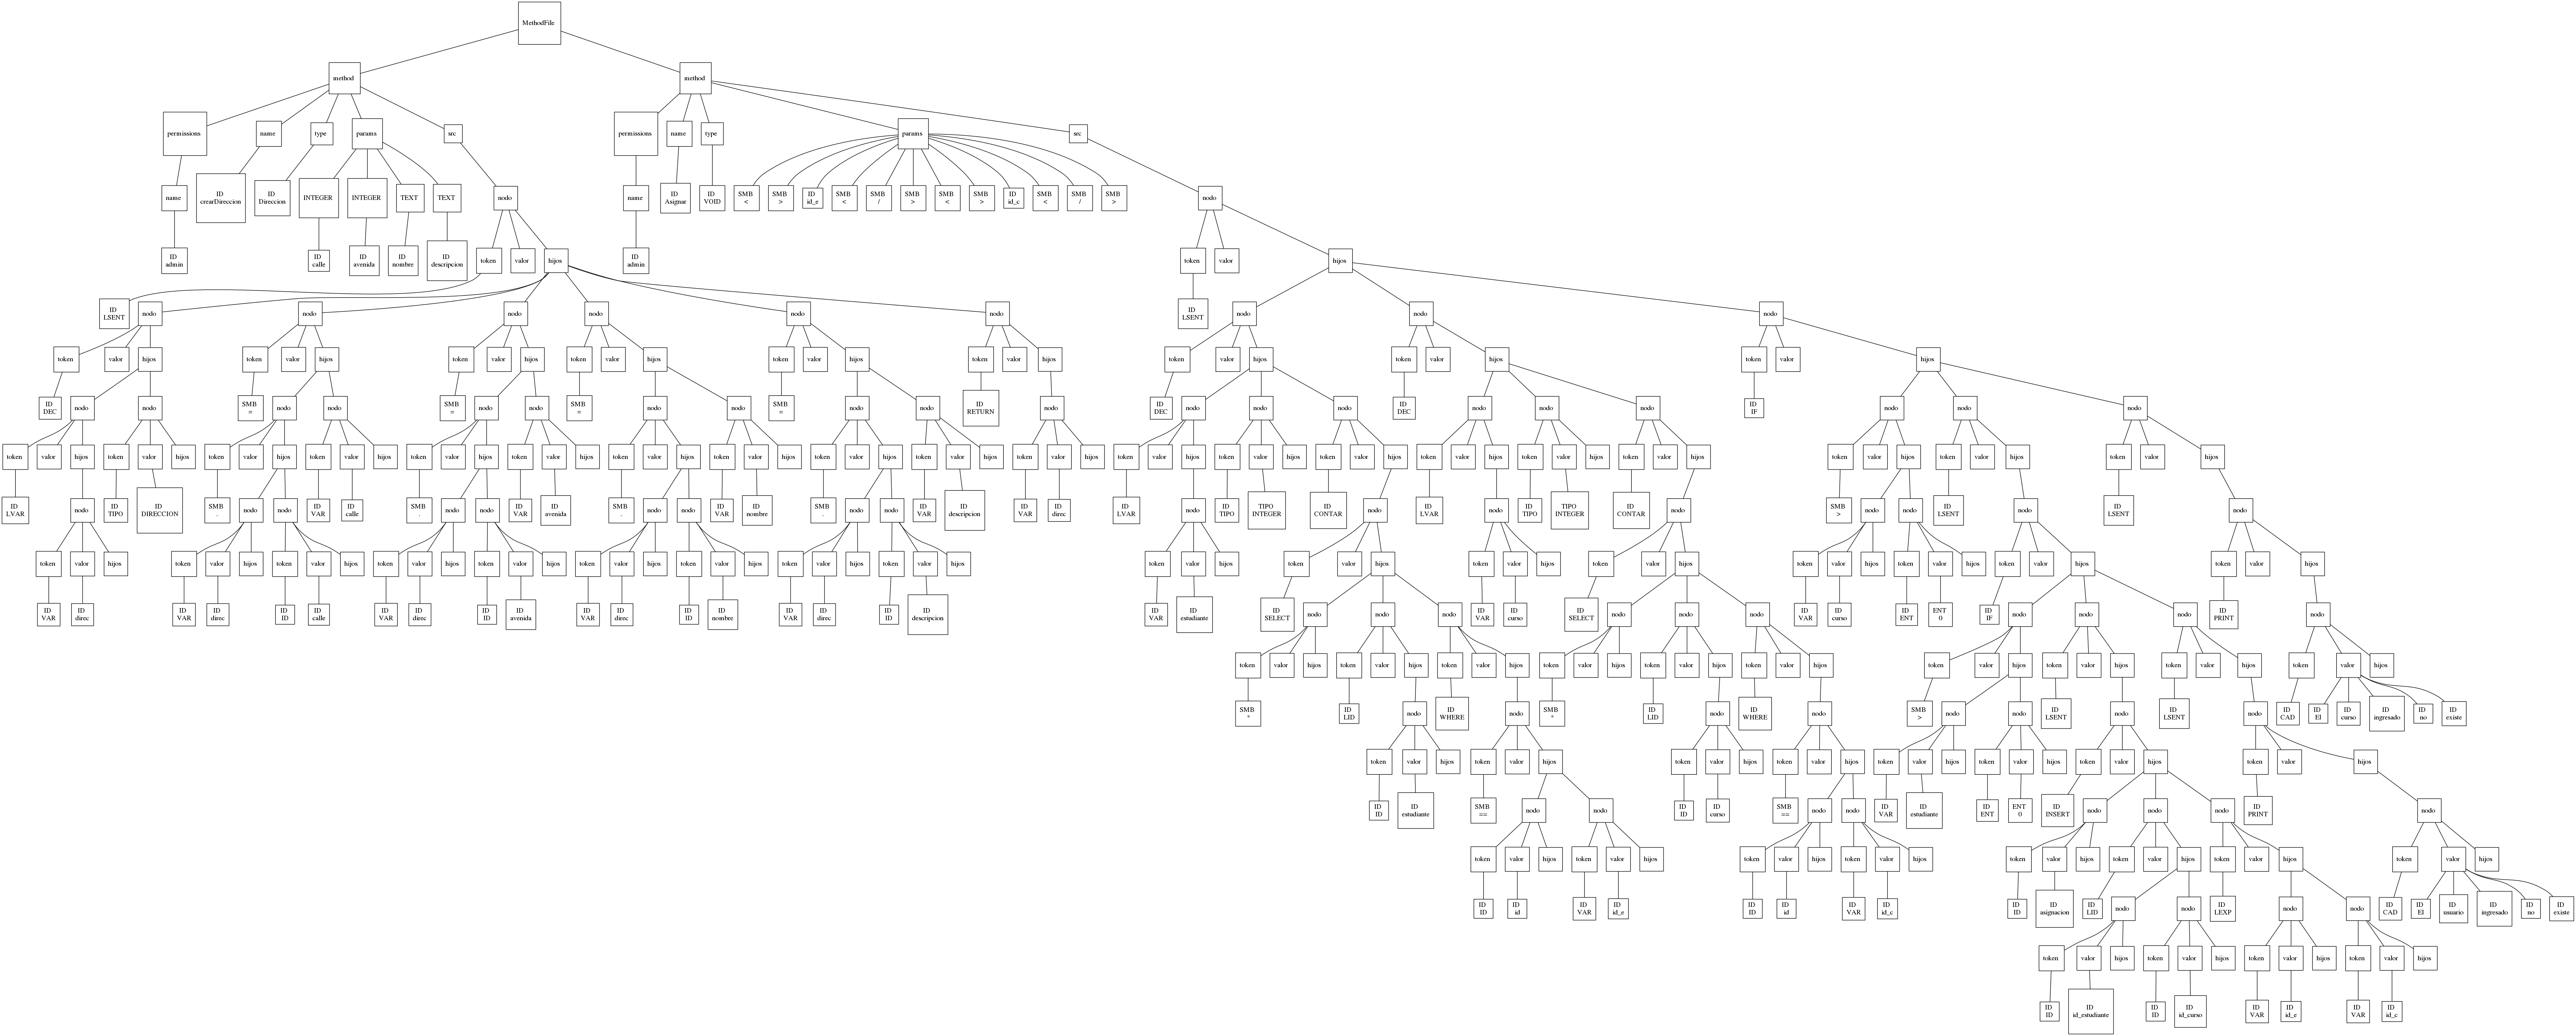 MethodFile
method
method
permissions
name
type
params
src
permissions
name
type
params
src
name
ID
crearDireccion
ID
Direccion
INTEGER
INTEGER
TEXT
TEXT
nodo
name
ID
Asignar
ID
VOID
SMB
<
SMB
>
ID
id_e
SMB
<
SMB
/
SMB
>
SMB
<
SMB
>
ID
id_c
SMB
<
SMB
/
SMB
>
nodo
ID
admin
ID
calle
ID
avenida
ID
nombre
ID
descripcion
token
valor
hijos
ID
admin
token
valor
hijos
ID
LSENT
nodo
nodo
nodo
nodo
nodo
nodo
ID
LSENT
nodo
nodo
nodo
token
valor
hijos
token
valor
hijos
token
valor
hijos
token
valor
hijos
token
valor
hijos
token
valor
hijos
token
valor
hijos
token
valor
hijos
token
valor
hijos
ID
DEC
nodo
nodo
SMB
=
nodo
nodo
SMB
=
nodo
nodo
SMB
=
nodo
nodo
SMB
=
nodo
nodo
ID
RETURN
nodo
ID
DEC
nodo
nodo
nodo
ID
DEC
nodo
nodo
nodo
ID
IF
nodo
nodo
nodo
token
valor
hijos
token
valor
hijos
token
valor
hijos
token
valor
hijos
token
valor
hijos
token
valor
hijos
token
valor
hijos
token
valor
hijos
token
valor
hijos
token
valor
hijos
token
valor
hijos
token
valor
hijos
token
valor
hijos
token
valor
hijos
token
valor
hijos
token
valor
hijos
token
valor
hijos
token
valor
hijos
token
valor
hijos
token
valor
hijos
ID
LVAR
nodo
ID
TIPO
ID
DIRECCION
SMB
.
nodo
nodo
ID
VAR
ID
calle
SMB
.
nodo
nodo
ID
VAR
ID
avenida
SMB
.
nodo
nodo
ID
VAR
ID
nombre
SMB
.
nodo
nodo
ID
VAR
ID
descripcion
ID
VAR
ID
direc
ID
LVAR
nodo
ID
TIPO
TIPO
INTEGER
ID
CONTAR
nodo
ID
LVAR
nodo
ID
TIPO
TIPO
INTEGER
ID
CONTAR
nodo
SMB
>
nodo
nodo
ID
LSENT
nodo
ID
LSENT
nodo
token
valor
hijos
token
valor
hijos
token
valor
hijos
token
valor
hijos
token
valor
hijos
token
valor
hijos
token
valor
hijos
token
valor
hijos
token
valor
hijos
token
valor
hijos
token
valor
hijos
token
valor
hijos
token
valor
hijos
token
valor
hijos
token
valor
hijos
token
valor
hijos
token
valor
hijos
ID
VAR
ID
direc
ID
VAR
ID
direc
ID
ID
ID
calle
ID
VAR
ID
direc
ID
ID
ID
avenida
ID
VAR
ID
direc
ID
ID
ID
nombre
ID
VAR
ID
direc
ID
ID
ID
descripcion
ID
VAR
ID
estudiante
ID
SELECT
nodo
nodo
nodo
ID
VAR
ID
curso
ID
SELECT
nodo
nodo
nodo
ID
VAR
ID
curso
ID
ENT
ENT
0
ID
IF
nodo
nodo
nodo
ID
PRINT
nodo
token
valor
hijos
token
valor
hijos
token
valor
hijos
token
valor
hijos
token
valor
hijos
token
valor
hijos
token
valor
hijos
token
valor
hijos
token
valor
hijos
token
valor
hijos
SMB
*
ID
LID
nodo
ID
WHERE
nodo
SMB
*
ID
LID
nodo
ID
WHERE
nodo
SMB
>
nodo
nodo
ID
LSENT
nodo
ID
LSENT
nodo
ID
CAD
ID
El
ID
curso
ID
ingresado
ID
no
ID
existe
token
valor
hijos
token
valor
hijos
token
valor
hijos
token
valor
hijos
token
valor
hijos
token
valor
hijos
token
valor
hijos
token
valor
hijos
ID
ID
ID
estudiante
SMB
==
nodo
nodo
ID
ID
ID
curso
SMB
==
nodo
nodo
ID
VAR
ID
estudiante
ID
ENT
ENT
0
ID
INSERT
nodo
nodo
nodo
ID
PRINT
nodo
token
valor
hijos
token
valor
hijos
token
valor
hijos
token
valor
hijos
token
valor
hijos
token
valor
hijos
token
valor
hijos
token
valor
hijos
ID
ID
ID
id
ID
VAR
ID
id_e
ID
ID
ID
id
ID
VAR
ID
id_c
ID
ID
ID
asignacion
ID
LID
nodo
nodo
ID
LEXP
nodo
nodo
ID
CAD
ID
El
ID
usuario
ID
ingresado
ID
no
ID
existe
token
valor
hijos
token
valor
hijos
token
valor
hijos
token
valor
hijos
ID
ID
ID
id_estudiante
ID
ID
ID
id_curso
ID
VAR
ID
id_e
ID
VAR
ID
id_c